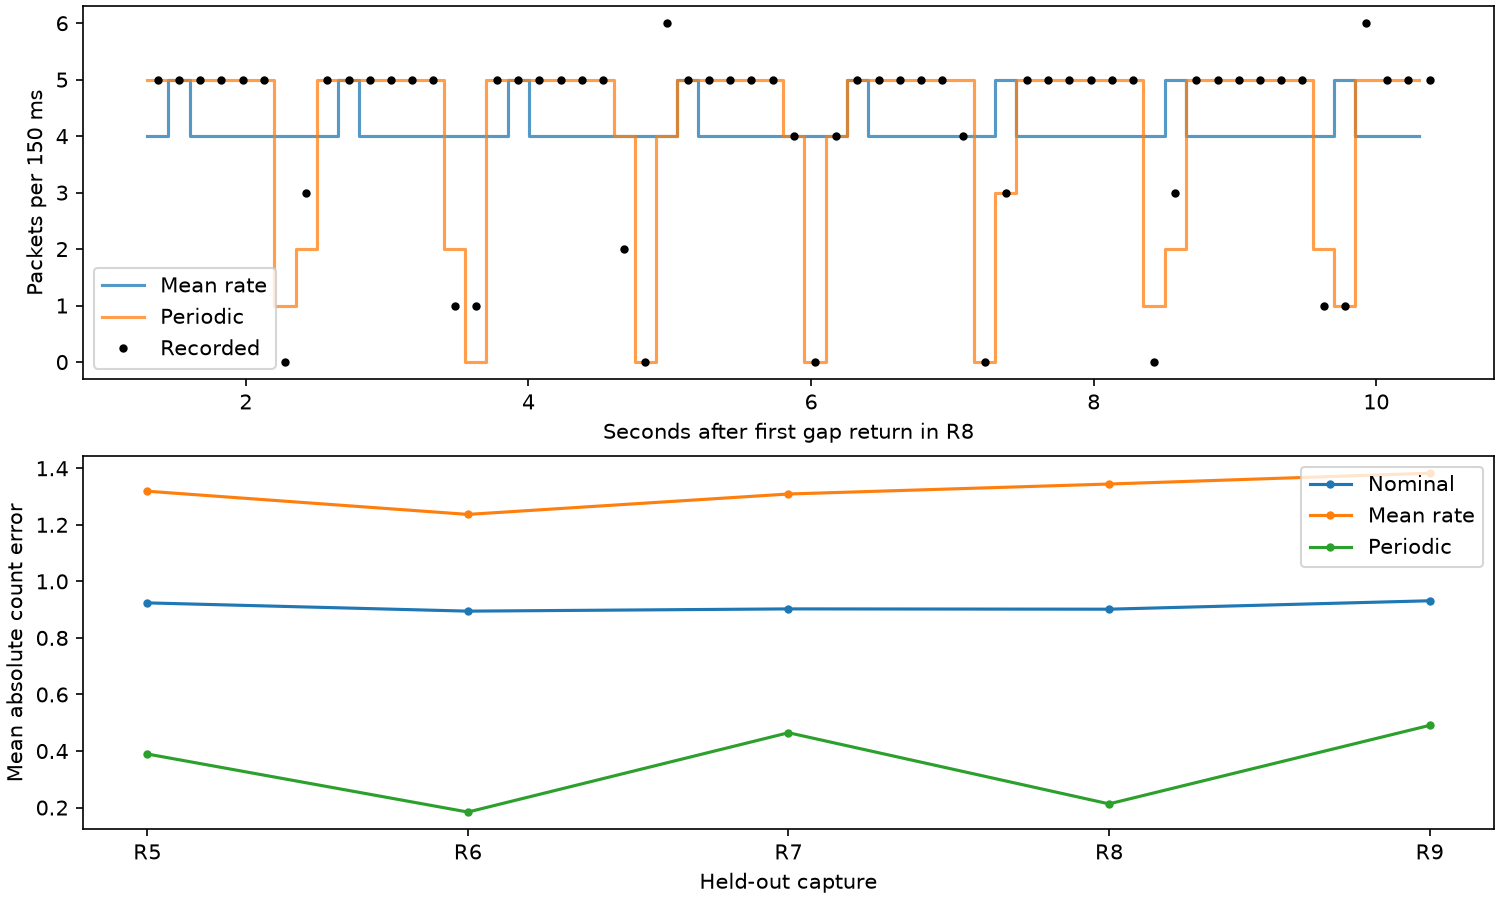 6
5
4
3
2
1
0
Packets per 150 ms
Mean rate
Periodic
Recorded
2
4
6
8
10
Seconds after first gap return in R8
1.4
1.2
1.0
0.8
0.6
0.4
0.2
Mean absolute count error
Nominal
Mean rate
Periodic
R5
R6
R7
R8
R9
Held-out capture